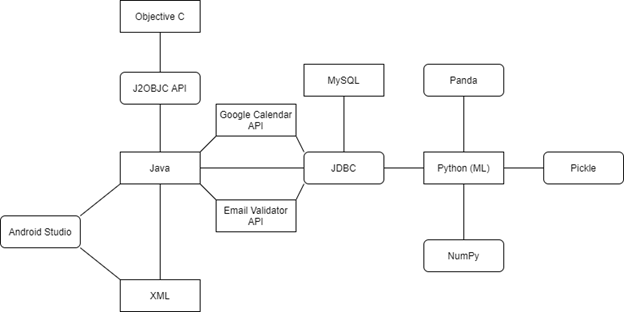 Objective C
J2OBJC API
MySQL
Panda
Google Calendar
API
Java
JDBC
Python (ML)
Pickle
Email Validator
API
Android Studio
NumPy
XML